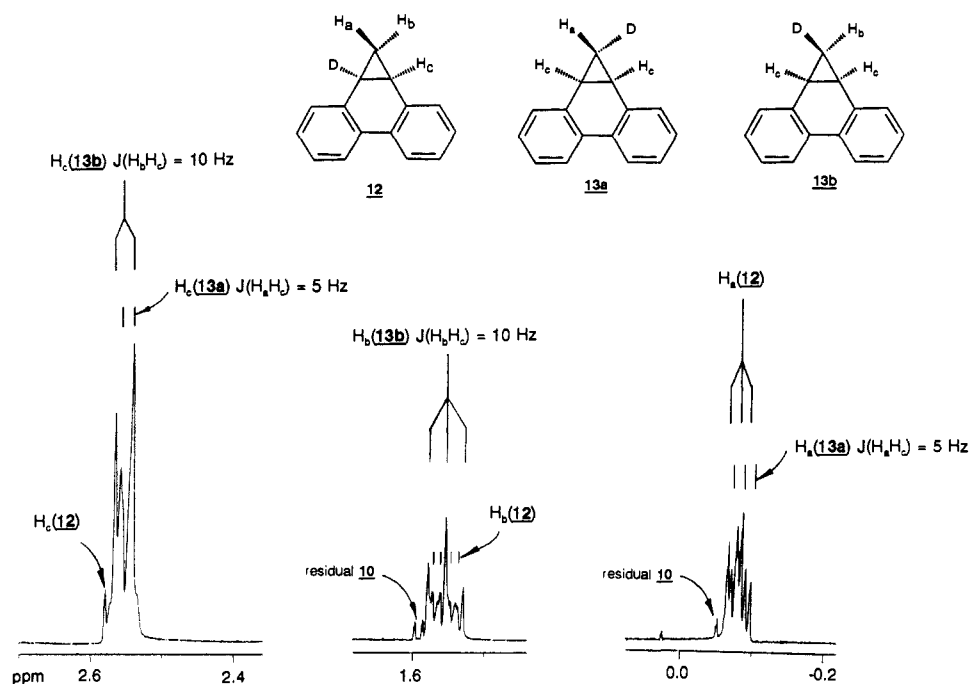 Ha Hb
D Hc
12
Ha D
Hc Hc
13a
D Hb
Hc Hc
13b
Hc(13b) J(HbHc) = 10 Hz
Hc(13a) J(HaHc) = 5 Hz
Hc(12)
Hb(13b) J(HbHc) = 10 Hz
Hb(12)
residual 10
Ha(12)
Ha(13a) J(HaHc) = 5 Hz
residual 10
ppm 2.6 2.4 1.6 0.0 -0.2